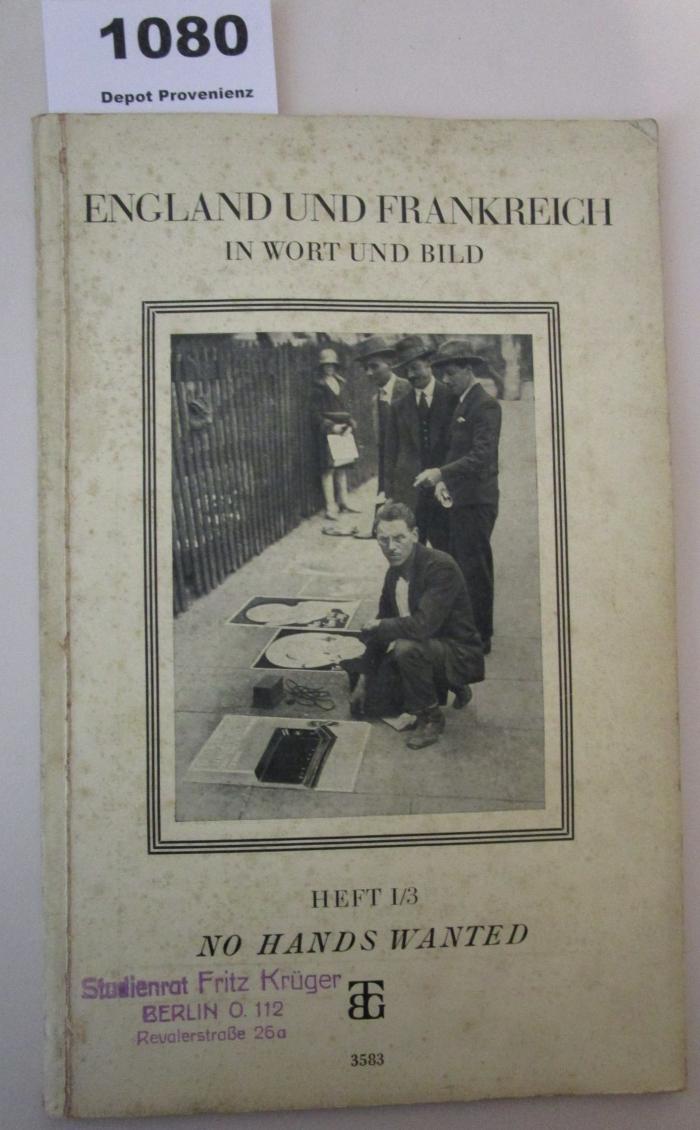 1080
Depot Provenienz
ENGLAND UND FRANKREICH
IN WORT UND BILD
HEFT I/3
NO HANDS WANTED
Studienrat Fritz Krüger
BERLIN O. 112
Revalerstraße 26a
BTG
3583